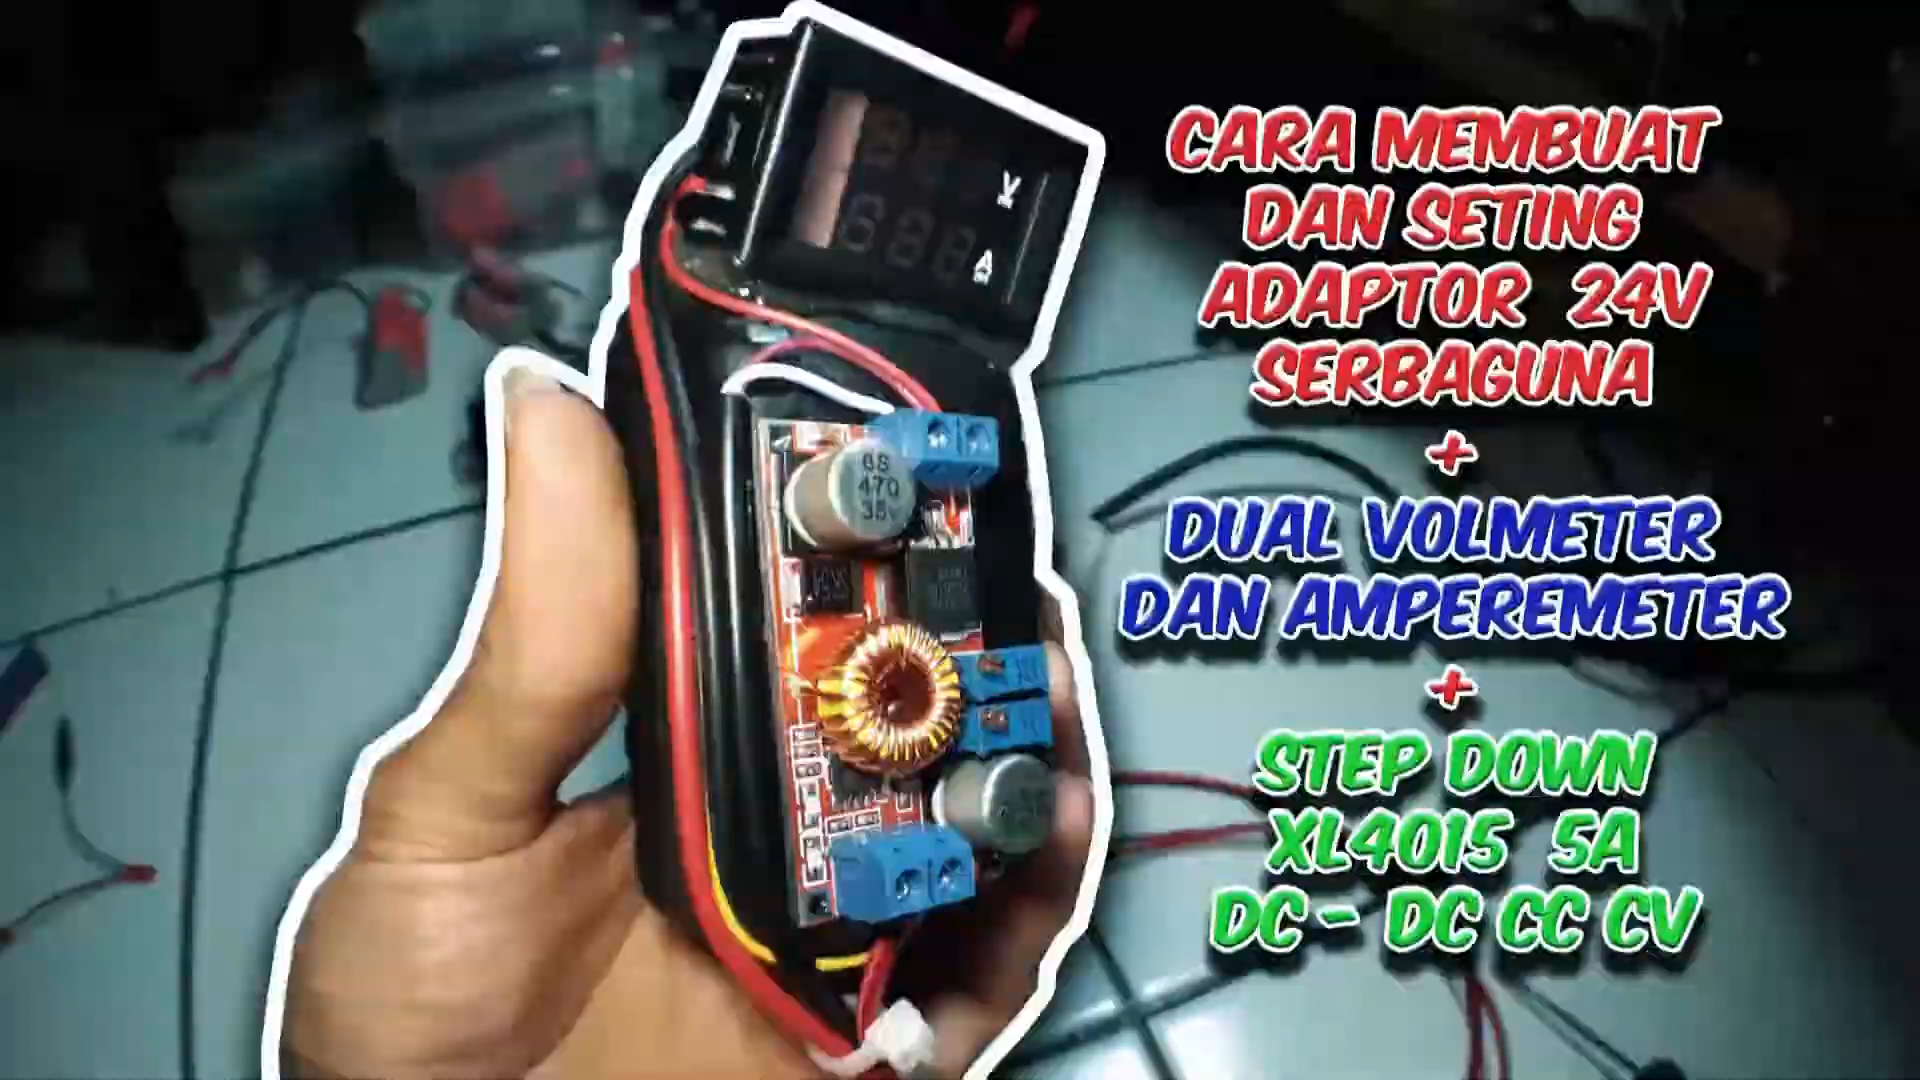 CARA MEMBUAT
DAN SETING
ADAPTOR 24V
SERBAGUNA
+
DUAL VOLMETER
DAN AMPEREMETER
+
STEP DOWN
XL4015 5A
DC - DC CC CV
V
A
470